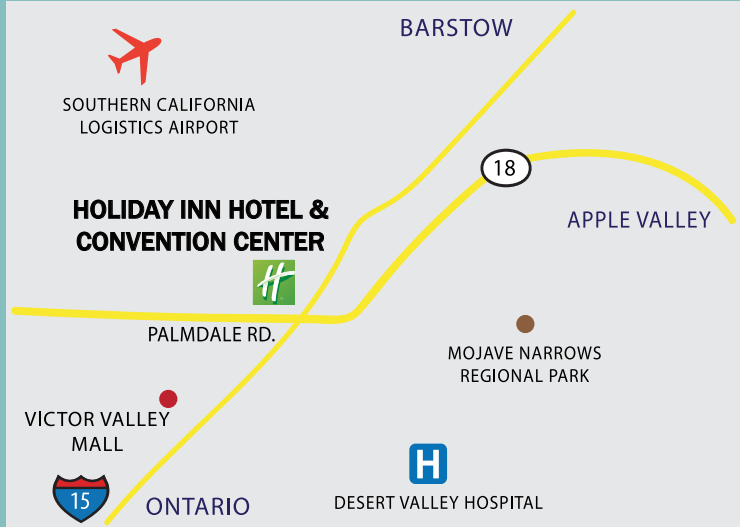 BARSTOW
SOUTHERN CALIFORNIA
LOGISTICS AIRPORT
18
HOLIDAY INN HOTEL &
CONVENTION CENTER
APPLE VALLEY
H
PALMDALE RD.
MOJAVE NARROWS
REGIONAL PARK
VICTOR VALLEY
MALL
H
15
ONTARIO
DESERT VALLEY HOSPITAL